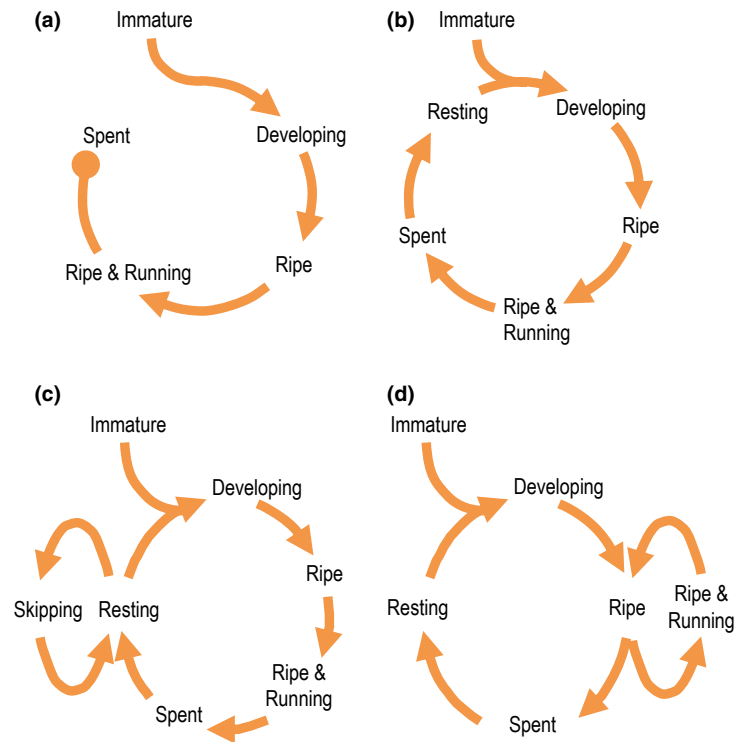 (a)
Immature
Developing
Ripe
Ripe & Running
Spent
(b)
Immature
Resting
Developing
Ripe
Ripe &
Running
Spent
(c)
Immature
Developing
Ripe
Ripe &
Running
Spent
Resting
Skipping
(d)
Immature
Developing
Ripe
Ripe &
Running
Spent
Resting